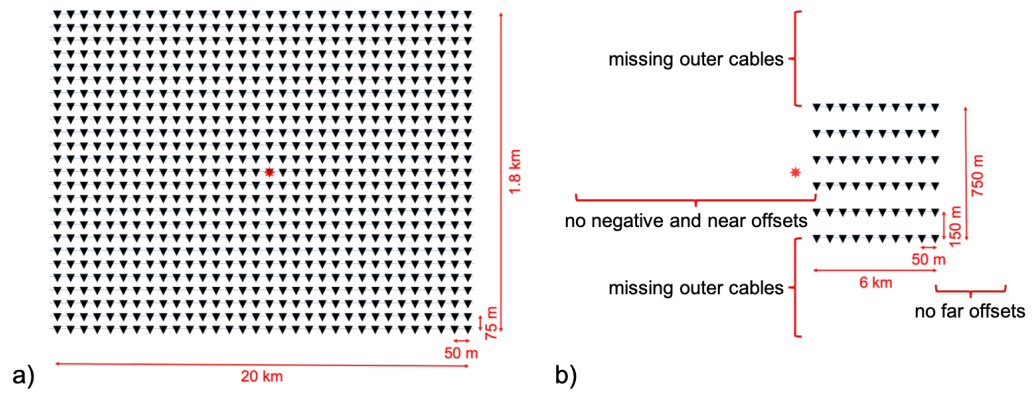 1.8 km
75 m
50 m
20 km
a)
missing outer cables
750 m
150 m
no negative and near offsets
50 m
6 km
missing outer cables
no far offsets
b)